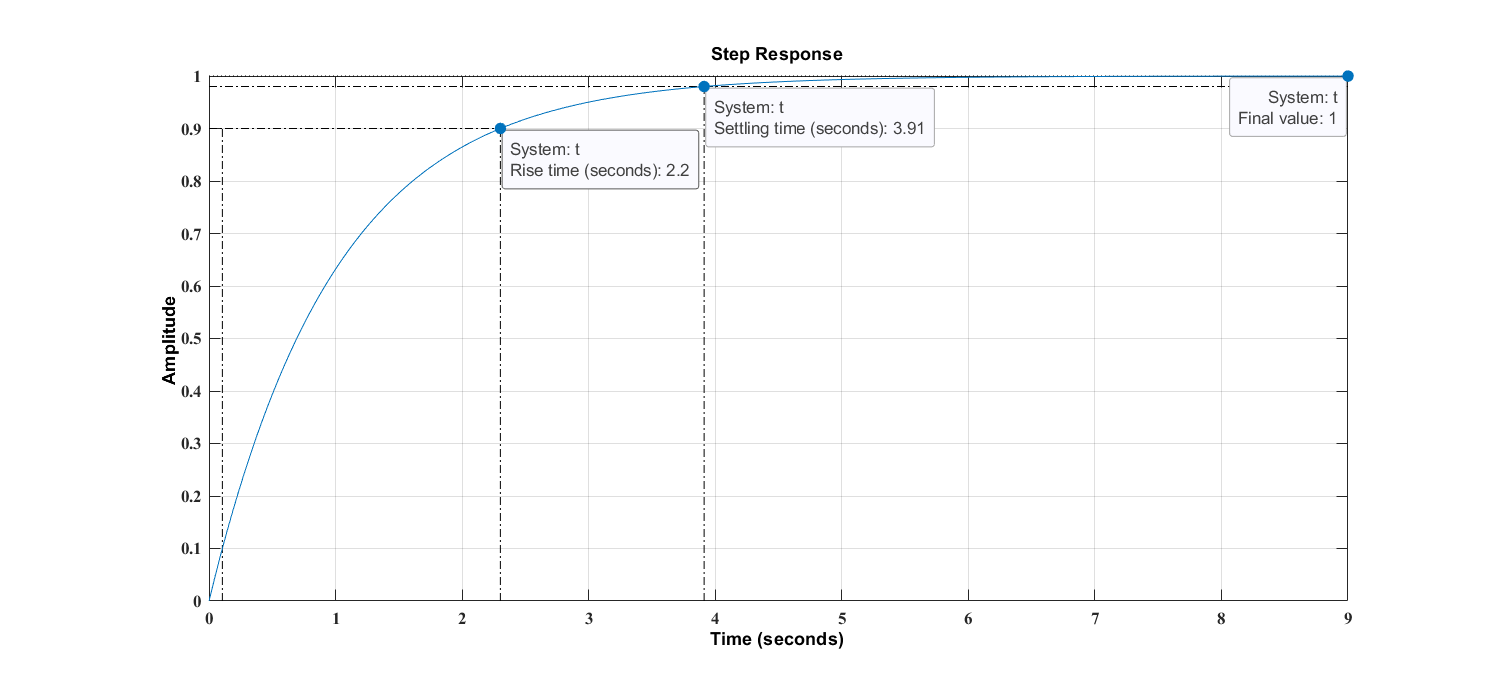 Step Response
Amplitude
1
0.9
0.8
0.7
0.6
0.5
0.4
0.3
0.2
0.1
0
System: t
Rise time (seconds): 2.2
System: t
Settling time (seconds): 3.91
System: t
Final value: 1
0 1 2 3 4 5 6 7 8 9
Time (seconds)